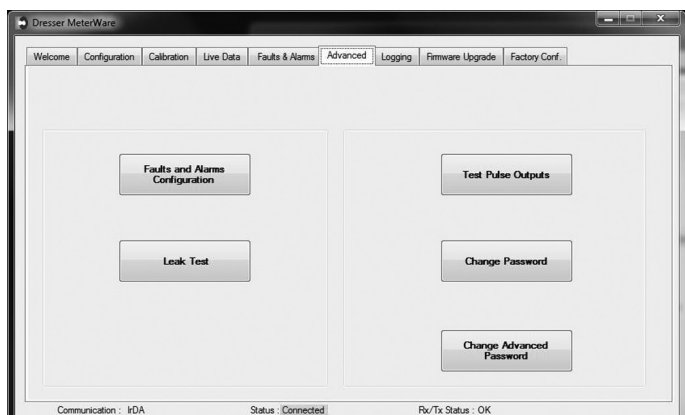 Dresser MeterWare
Welcome Configuration Calibration Live Data Faults & Alarms Advanced Logging Firmware Upgrade Factory Conf.
Faults and Alarms
Configuration
Leak Test
Test Pulse Outputs
Change Password
Change Advanced
Password
Communication : IrDA Status : Connected Rx/Tx Status : OK